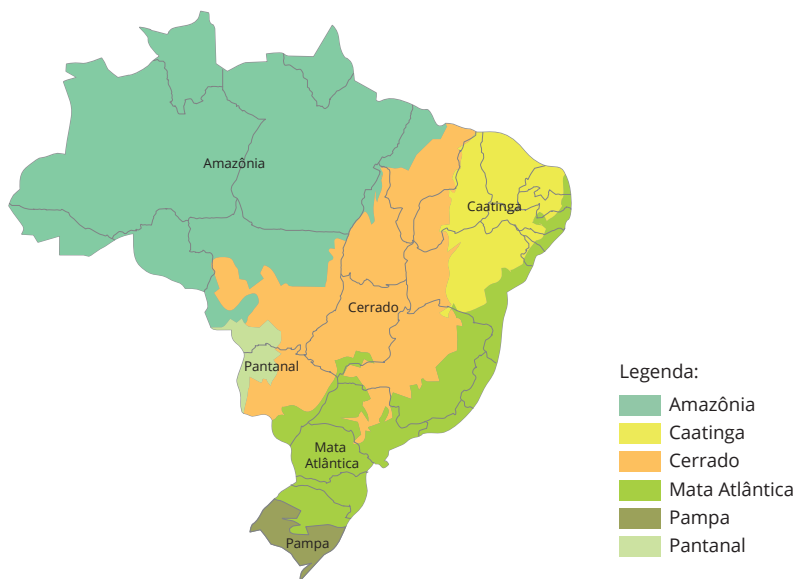 Amazônia
Caatinga
Cerrado
Pantanal
Mata
Atlântica
Pampa
Legenda:
Amazônia
Caatinga
Cerrado
Mata Atlântica
Pampa
Pantanal